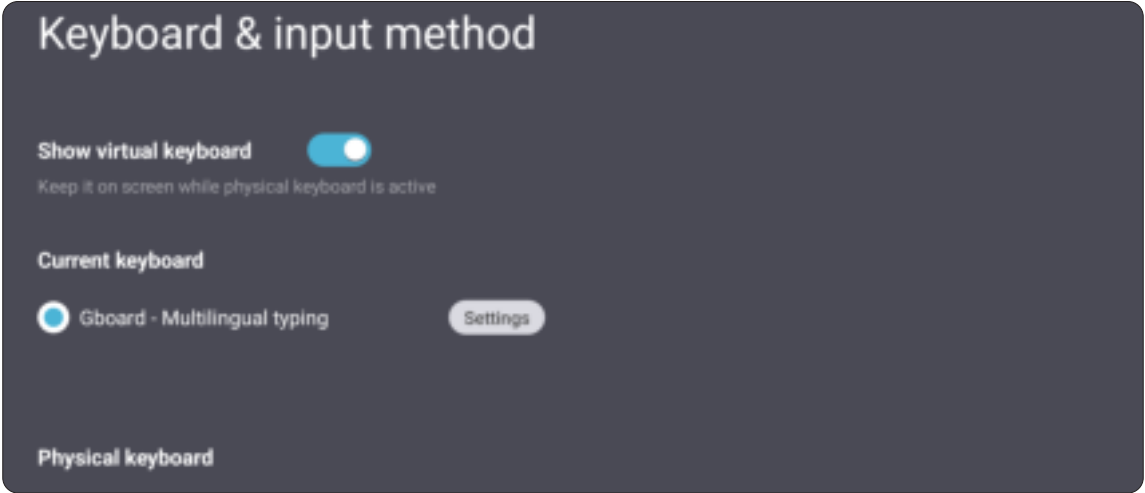 Keyboard & input method
Show virtual keyboard
Keep it on screen while physical keyboard is active
Current keyboard
Gboard - Multilingual typing
Settings
Physical keyboard